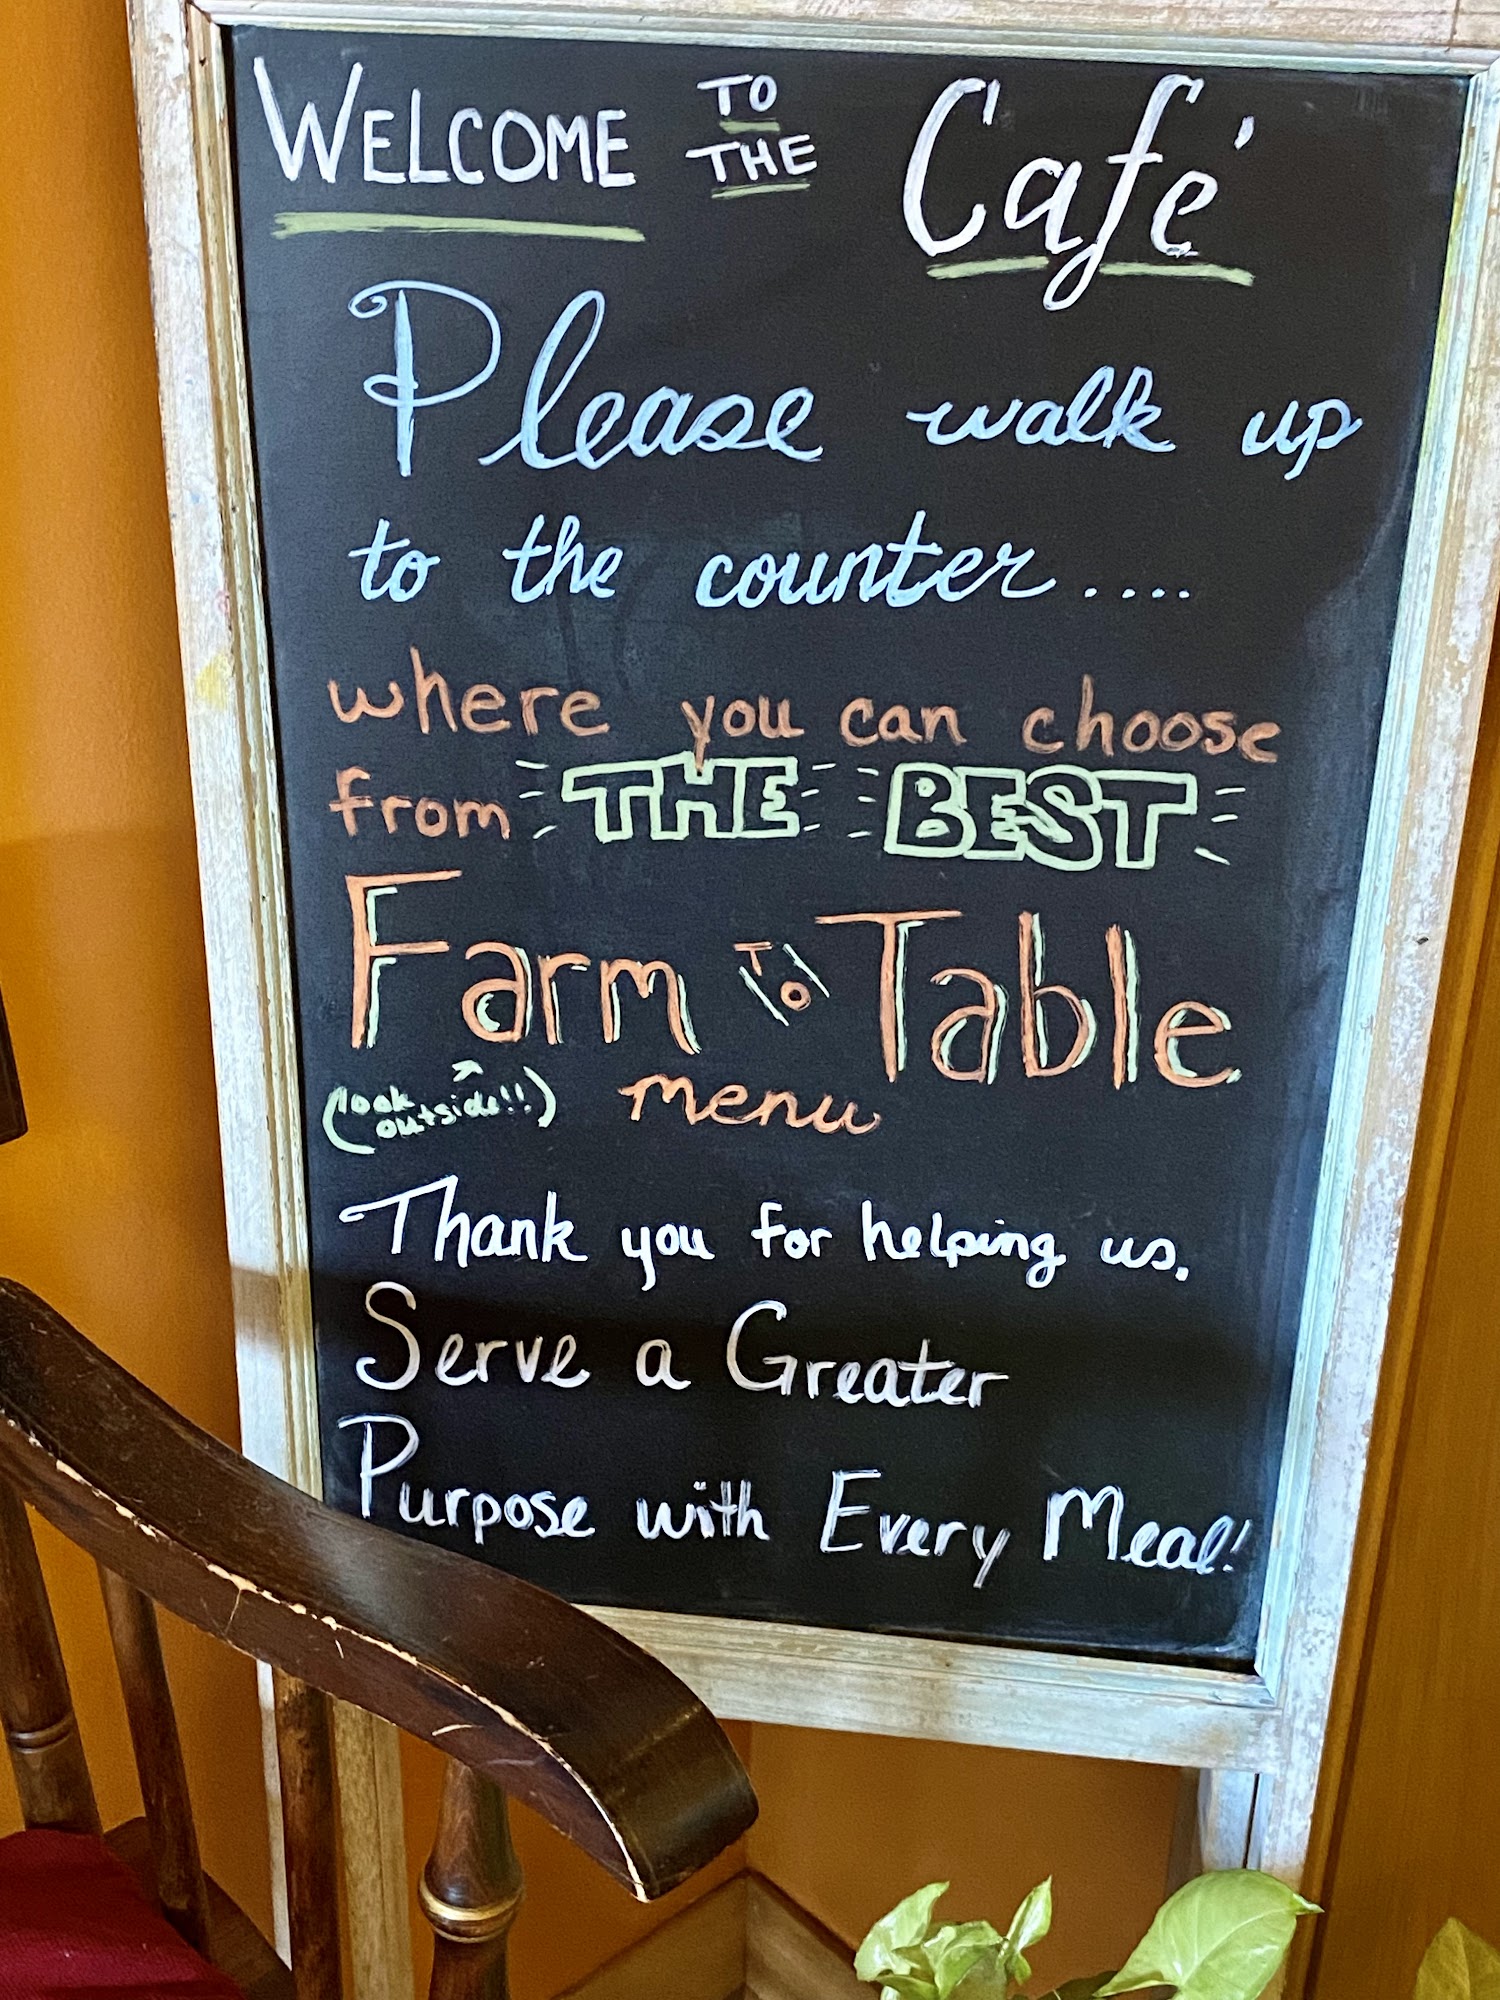 WELCOME TO THE Café
Please walk up
to the counter....
where you can choose
from THE BEST
Farm TO Table
(look outside!!) menu
Thank you for helping us.
Serve a Greater
Purpose with Every Meal!